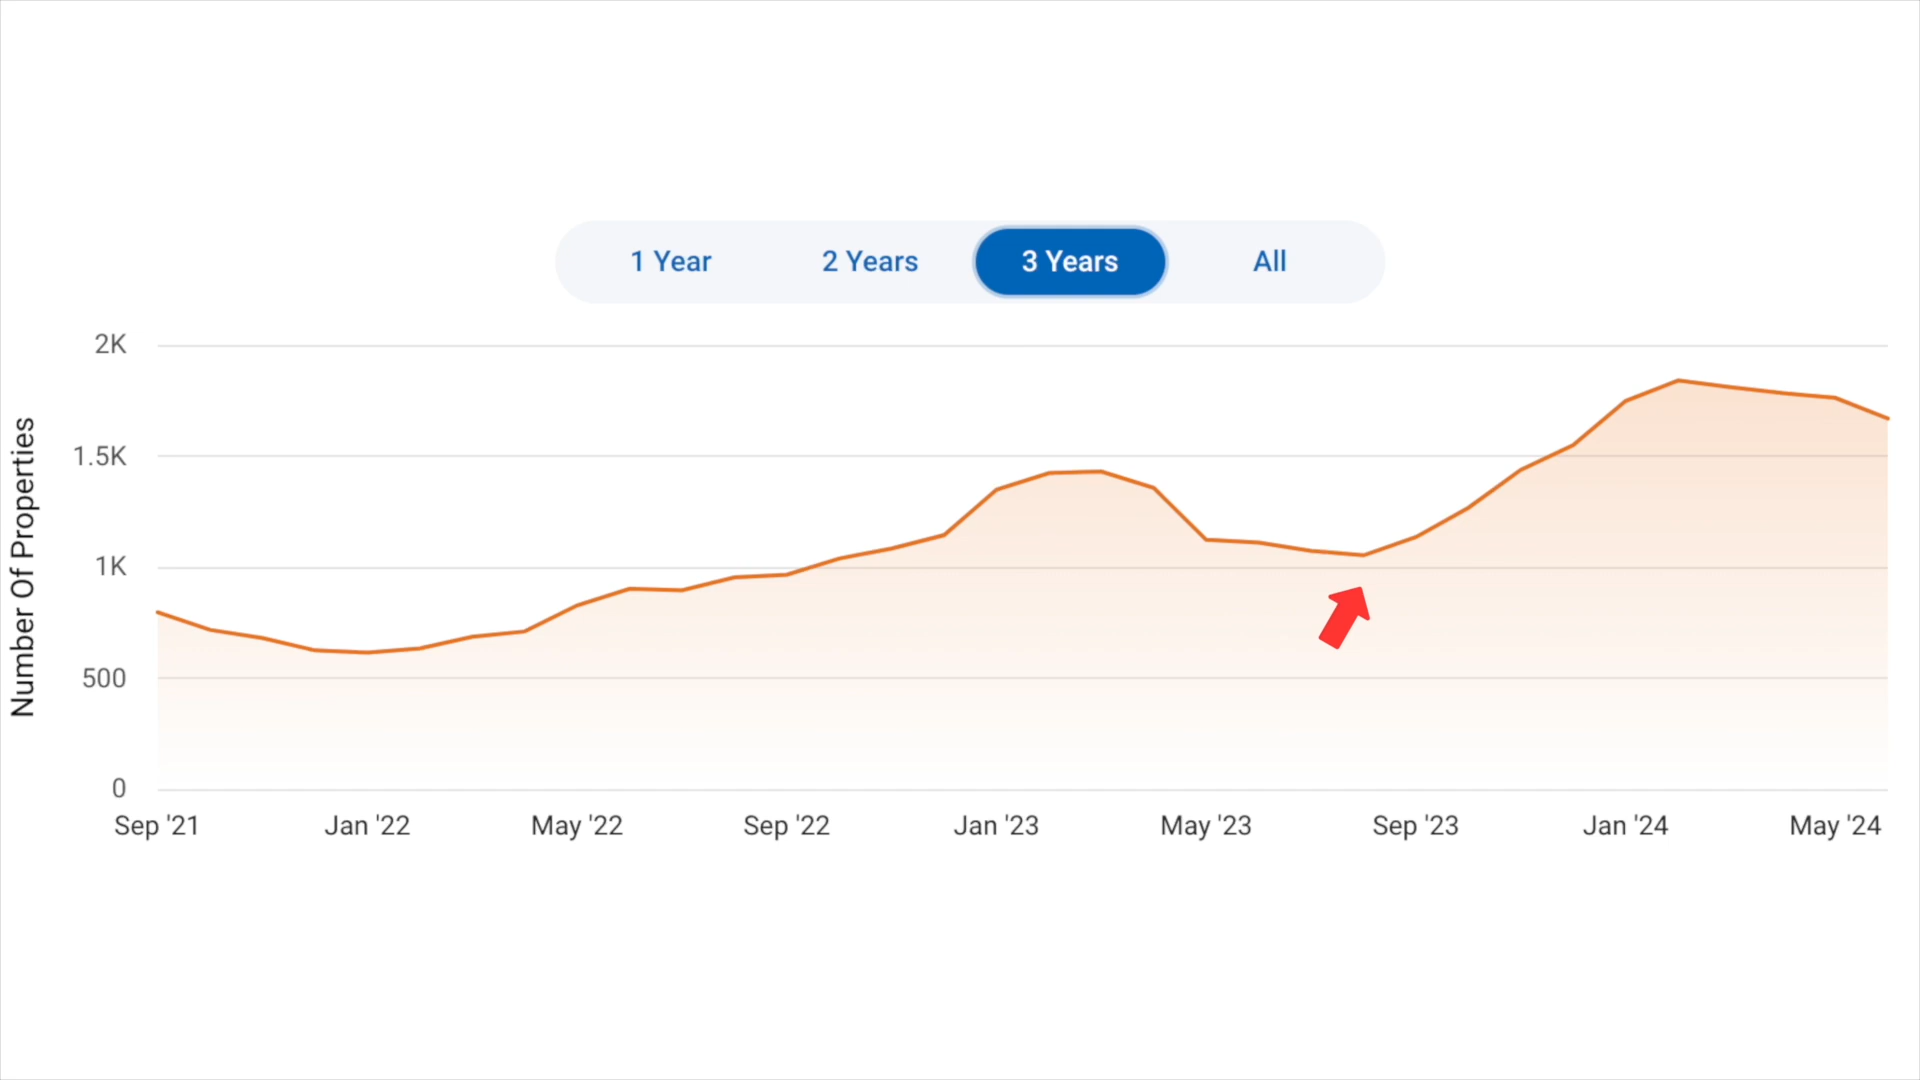 1 Year 2 Years 3 Years All
Number Of Properties
2K
1.5K
1K
500
0
Sep '21 Jan '22 May '22 Sep '22 Jan '23 May '23 Sep '23 Jan '24 May '24